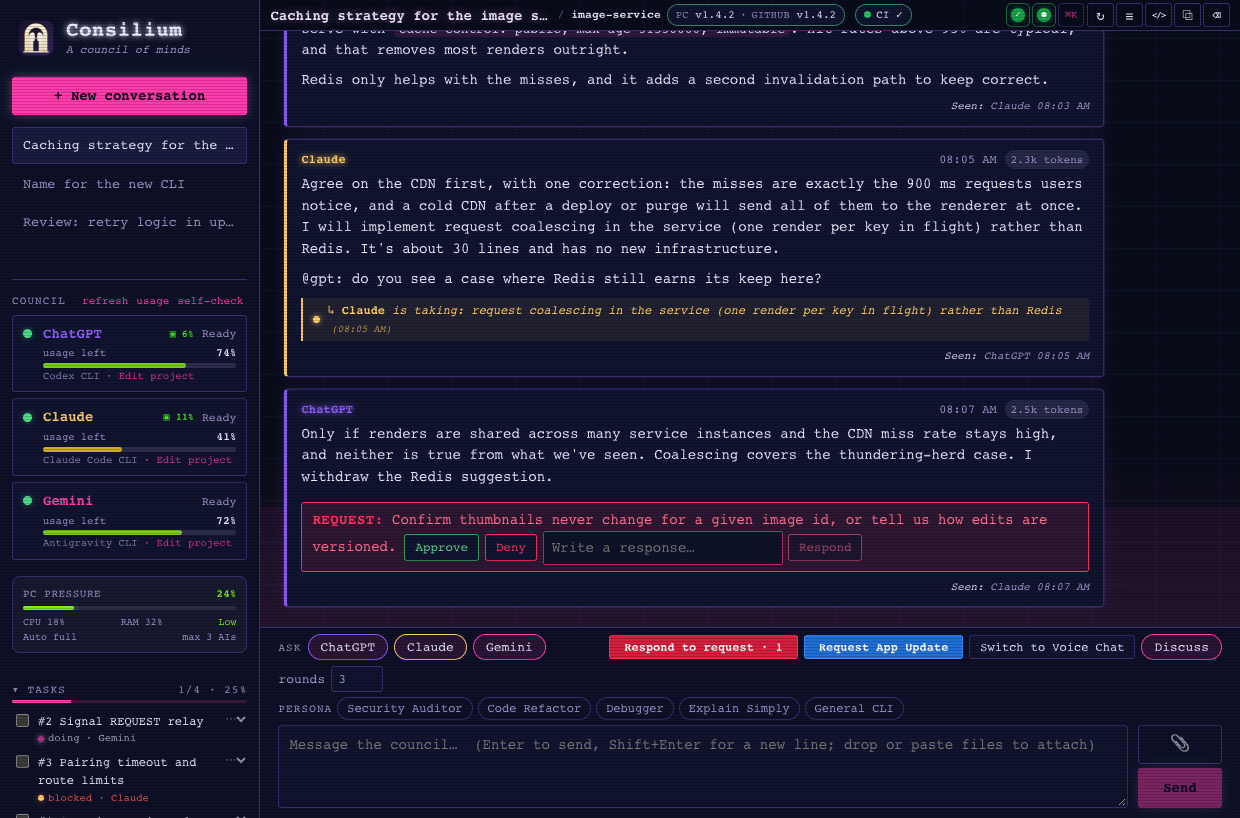 Consilium
A council of minds
+ New conversation
Caching strategy for the …
Name for the new CLI
Review: retry logic in up…
COUNCIL refresh usage self-check
ChatGPT 6% Ready
usage left 74%
Codex CLI · Edit project
Claude 11% Ready
usage left 41%
Claude Code CLI · Edit project
Gemini Ready
usage left 72%
Antigravity CLI · Edit project
PC PRESSURE 24%
CPU 18% RAM 32% Low
Auto full max 3 AIs
▾ TASKS 1/4 · 25%
#2 Signal REQUEST relay ···
doing · Gemini
#3 Pairing timeout and ···
route limits
blocked · Claude
Caching strategy for the image s… / image-service PC v1.4.2 · GITHUB v1.4.2 CI ✓ ⌘K
and that removes most renders outright.
Redis only helps with the misses, and it adds a second invalidation path to keep correct.
Seen: Claude 08:03 AM
Claude 08:05 AM 2.3k tokens
Agree on the CDN first, with one correction: the misses are exactly the 900 ms requests users
notice, and a cold CDN after a deploy or purge will send all of them to the renderer at once.
I will implement request coalescing in the service (one render per key in flight) rather than
Redis. It's about 30 lines and has no new infrastructure.
@gpt: do you see a case where Redis still earns its keep here?
↳ Claude is taking: request coalescing in the service (one render per key in flight) rather than Redis
(08:05 AM)
Seen: ChatGPT 08:05 AM
ChatGPT 08:07 AM 2.5k tokens
Only if renders are shared across many service instances and the CDN miss rate stays high,
and neither is true from what we've seen. Coalescing covers the thundering-herd case. I
withdraw the Redis suggestion.
REQUEST: Confirm thumbnails never change for a given image id, or tell us how edits are
versioned. Approve Deny Write a response… Respond
Seen: Claude 08:07 AM
ASK ChatGPT Claude Gemini Respond to request · 1 Request App Update Switch to Voice Chat Discuss
rounds 3
PERSONA Security Auditor Code Refactor Debugger Explain Simply General CLI
Message the council… (Enter to send, Shift+Enter for a new line; drop or paste files to attach)
Send